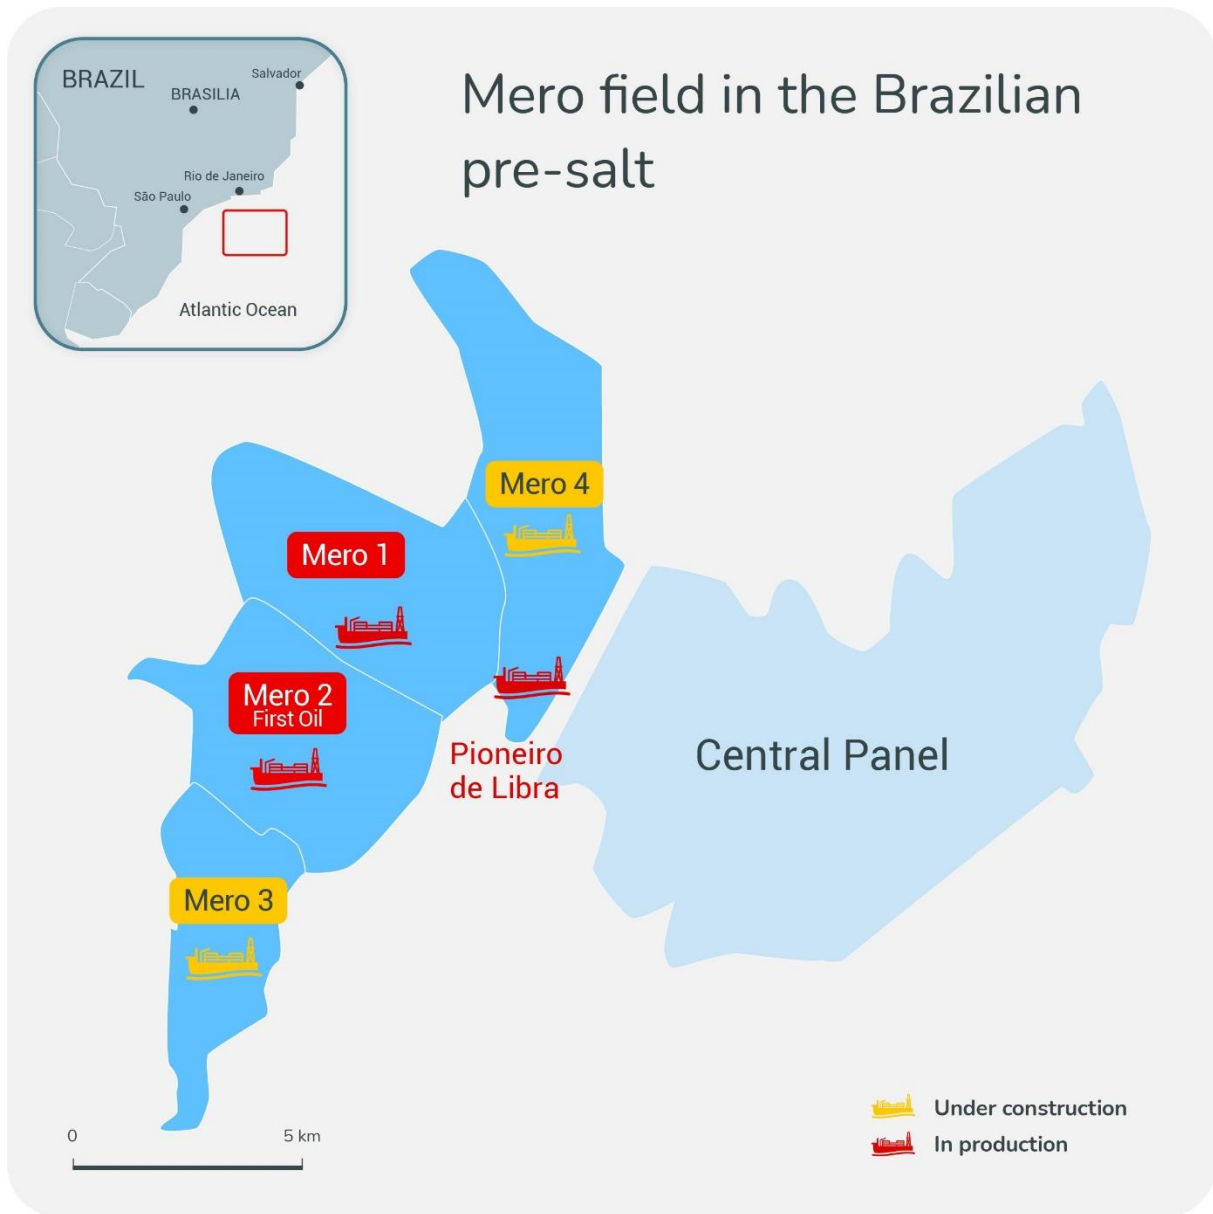 BRAZIL
Salvador
BRASILIA
Rio de Janeiro
São Paulo
Atlantic Ocean
Mero field in the Brazilian
pre-salt
Mero 4
Mero 1
Mero 2
First Oil
Pioneiro
de Libra
Central Panel
Mero 3
Under construction
In production
0 5 km